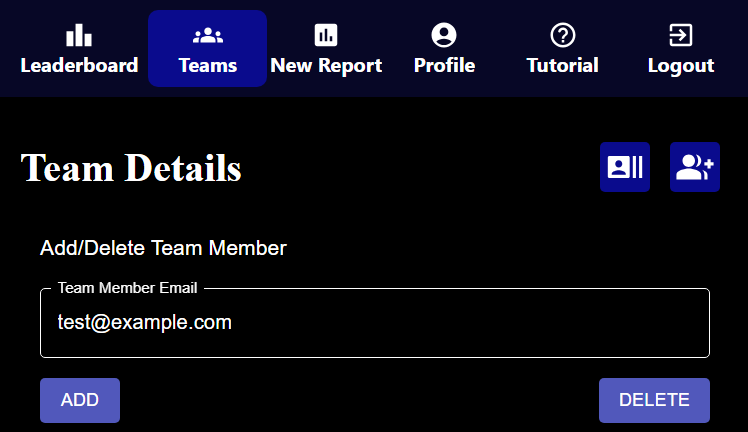 Leaderboard Teams New Report Profile Tutorial Logout
Team Details
Add/Delete Team Member
Team Member Email
test@example.com
ADD DELETE